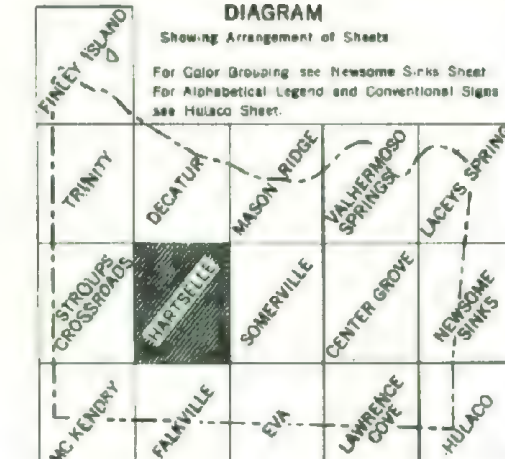 DIAGRAM
Showing Arrangement of Sheets
For Color Grouping see Newsome Sinks Sheet
For Alphabetical Legend and Conventional Signs
see Hulaco Sheet.
FINLEY ISLAND
TRINITY
DECATUR
MASON RIDGE
VALHERMOSO
SPRINGS
LACEYS SPRING
STROUPS
CROSSROADS
HARTSELLE
SOMERVILLE
CENTER GROVE
NEWSOME
SINKS
MC KENDRY
FALKVILLE
EVA
LAWRENCE
COVE
HULACO